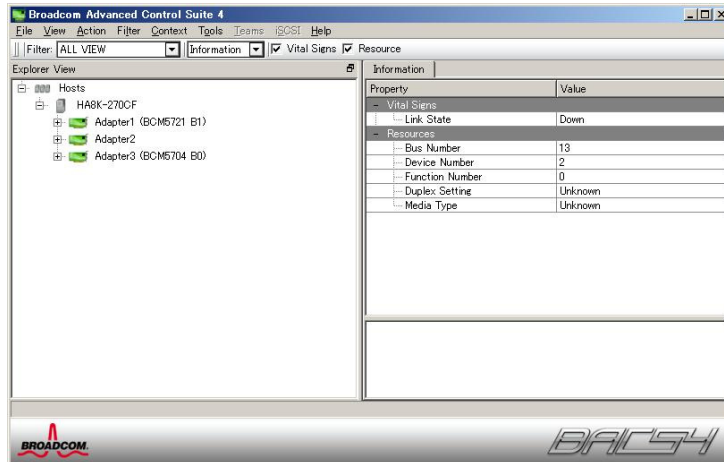 Broadcom Advanced Control Suite 4
File View Action Filter Context Tools Teams iSCSI Help
Filter: ALL VIEW Information Vital Signs Resource
Explorer View
Hosts
HA8K-270CF
Adapter1 (BCM5721 B1)
Adapter2
Adapter3 (BCM5704 B0)
Information
Property Value
Vital Signs
Link State Down
Resources
Bus Number 13
Device Number 2
Function Number 0
Duplex Setting Unknown
Media Type Unknown
BROADCOM.
BACS4